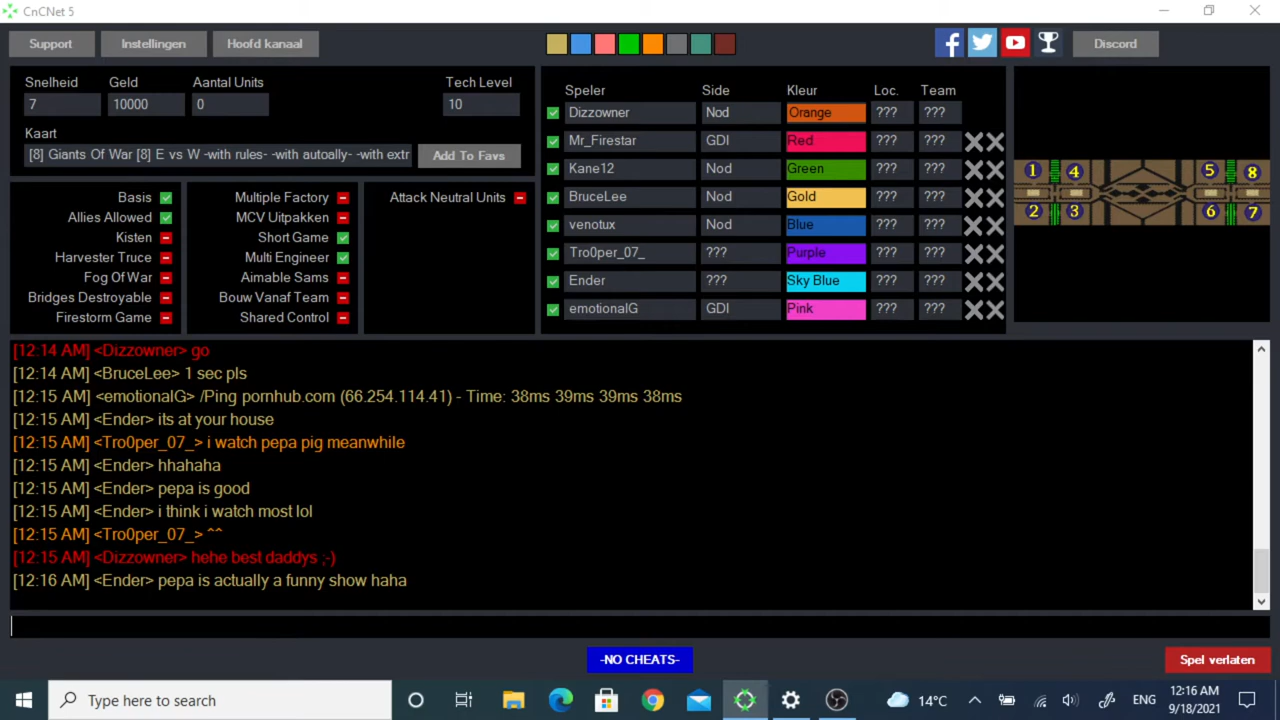 CnCNet 5
Support Instellingen Hoofd kanaal Discord
Snelheid Geld Aantal Units Tech Level
7 10000 0 10
Kaart
[8] Giants Of War [8] E vs W -with rules- -with autoally- -with extr Add To Favs
Basis Multiple Factory Attack Neutral Units
Allies Allowed MCV Uitpakken
Kisten Short Game
Harvester Truce Multi Engineer
Fog Of War Aimable Sams
Bridges Destroyable Bouw Vanaf Team
Firestorm Game Shared Control
Speler Side Kleur Loc. Team
Dizzowner Nod Orange ??? ???
Mr_Firestar GDI Red ??? ???
Kane12 Nod Green ??? ???
BruceLee Nod Gold ??? ???
venotux Nod Blue ??? ???
Tro0per_07_ ??? Purple ??? ???
Ender ??? Sky Blue ??? ???
emotionalG GDI Pink ??? ???
1 4 5 8
2 3 6 7
[12:14 AM] <Dizzowner> go
[12:14 AM] <BruceLee> 1 sec pls
[12:15 AM] <emotionalG> /Ping pornhub.com (66.254.114.41) - Time: 38ms 39ms 39ms 38ms
[12:15 AM] <Ender> its at your house
[12:15 AM] <Tro0per_07_> i watch pepa pig meanwhile
[12:15 AM] <Ender> hhahaha
[12:15 AM] <Ender> pepa is good
[12:15 AM] <Ender> i think i watch most lol
[12:15 AM] <Tro0per_07_> ^^
[12:15 AM] <Dizzowner> hehe best daddys ;-)
[12:16 AM] <Ender> pepa is actually a funny show haha
-NO CHEATS- Spel verlaten
Type here to search 14°C ENG 12:16 AM
9/18/2021